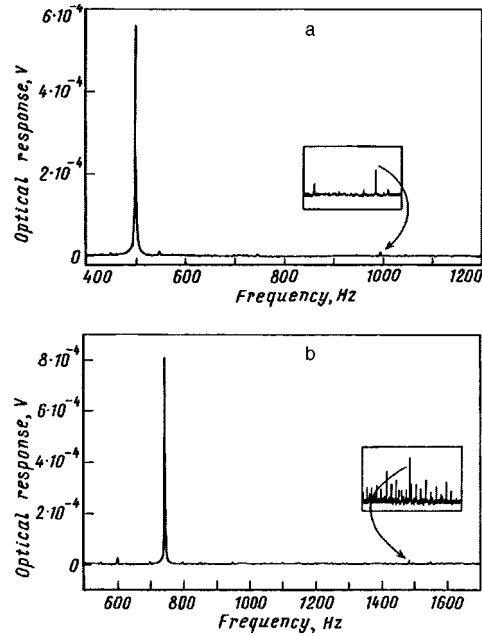 a
6·10⁻⁴
4·10⁻⁴
2·10⁻⁴
0
Optical response, V
400 600 800 1000 1200
Frequency, Hz
b
8·10⁻⁴
6·10⁻⁴
4·10⁻⁴
2·10⁻⁴
0
Optical response, V
600 800 1000 1200 1400 1600
Frequency, Hz